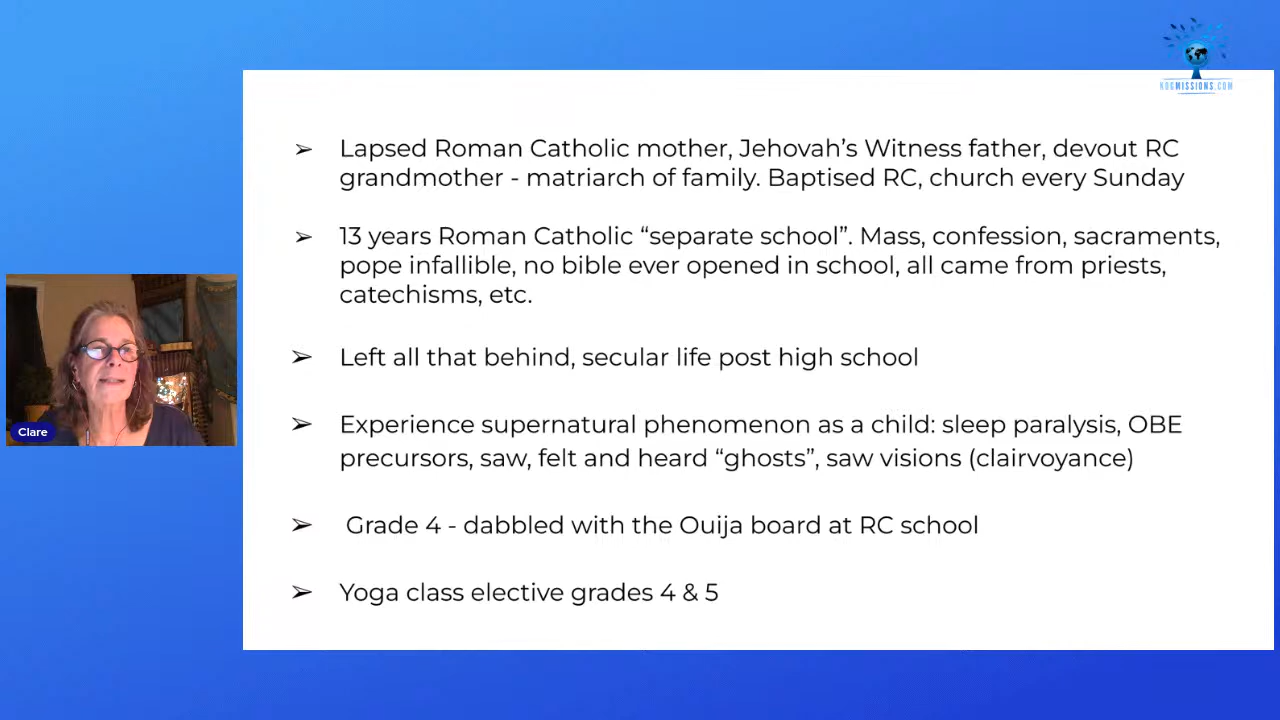 KOGMISSIONS.COM
➢ Lapsed Roman Catholic mother, Jehovah’s Witness father, devout RC
grandmother - matriarch of family. Baptised RC, church every Sunday
➢ 13 years Roman Catholic “separate school”. Mass, confession, sacraments,
pope infallible, no bible ever opened in school, all came from priests,
catechisms, etc.
➢ Left all that behind, secular life post high school
➢ Experience supernatural phenomenon as a child: sleep paralysis, OBE
precursors, saw, felt and heard “ghosts”, saw visions (clairvoyance)
➢ Grade 4 - dabbled with the Ouija board at RC school
➢ Yoga class elective grades 4 & 5
Clare